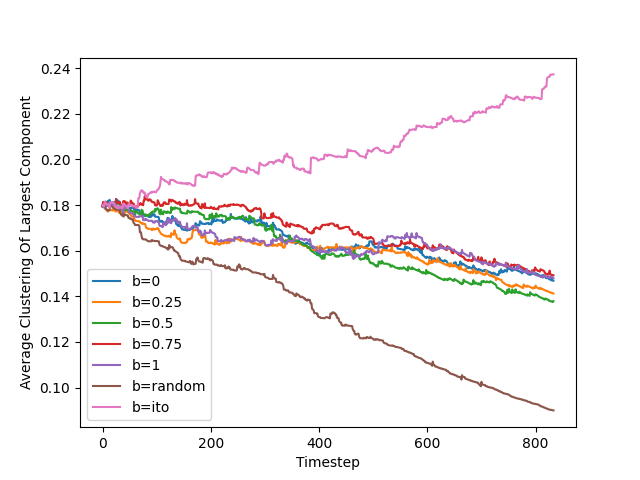 0.24
0.22
0.20
0.18
0.16
0.14
0.12
0.10
Average Clustering Of Largest Component
b=0
b=0.25
b=0.5
b=0.75
b=1
b=random
b=ito
0
200
400
600
800
Timestep